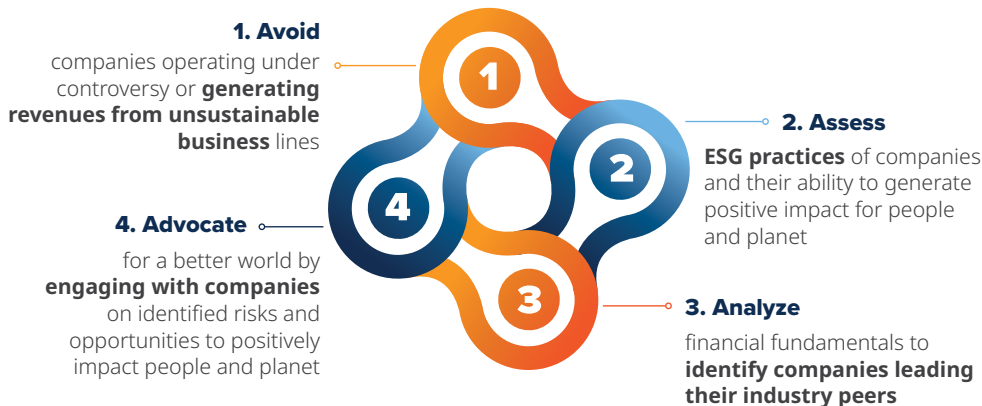 1. Avoid
companies operating under
controversy or generating
revenues from unsustainable
business lines
1
2. Assess
ESG practices of companies
and their ability to generate
positive impact for people
and planet
2
3. Analyze
financial fundamentals to
identify companies leading
their industry peers
3
4. Advocate
for a better world by
engaging with companies
on identified risks and
opportunities to positively
impact people and planet
4